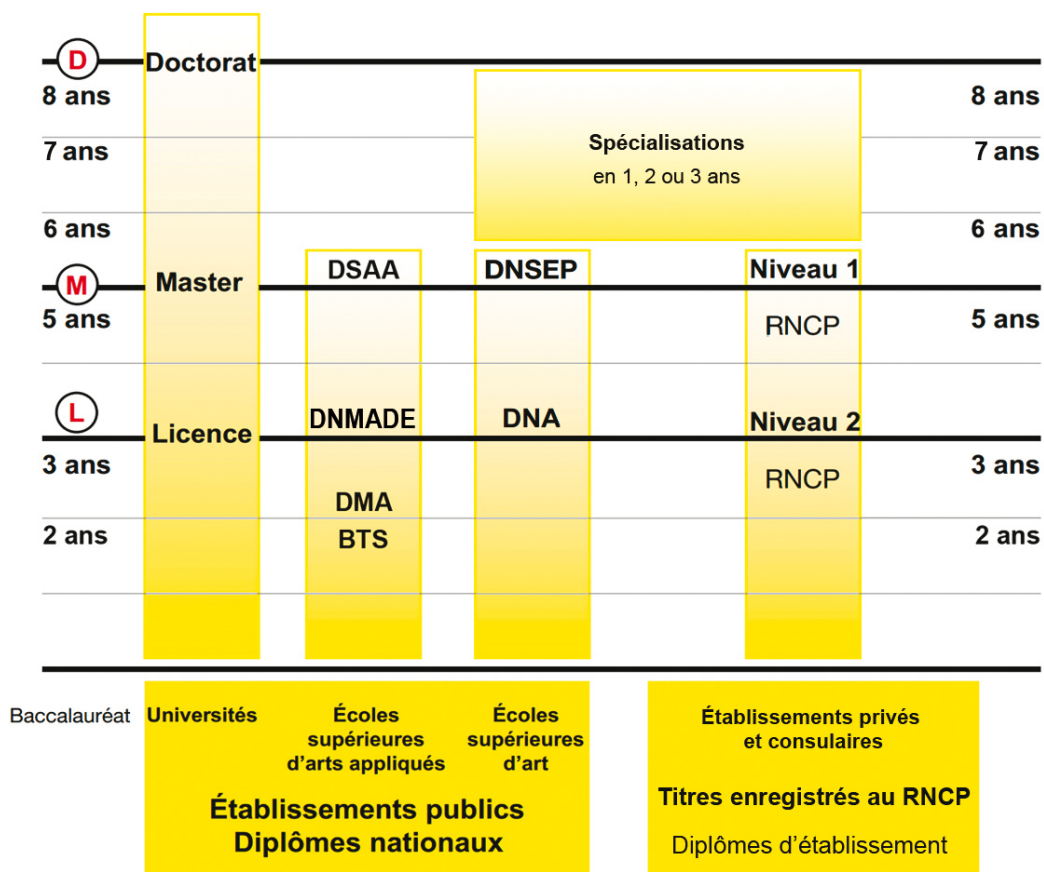 D
Doctorat
8 ans
8 ans
7 ans
Spécialisations
7 ans
en 1, 2 ou 3 ans
6 ans
6 ans
M
Master
DSAA
DNSEP
Niveau 1
5 ans
RNCP
5 ans
L
Licence
DNMADE
DNA
Niveau 2
3 ans
RNCP
3 ans
DMA
2 ans
BTS
2 ans
Baccalauréat
Universités
Écoles
supérieures
d'arts appliqués
Écoles
supérieures
d'art
Établissements publics
Diplômes nationaux
Établissements privés
et consulaires
Titres enregistrés au RNCP
Diplômes d'établissement